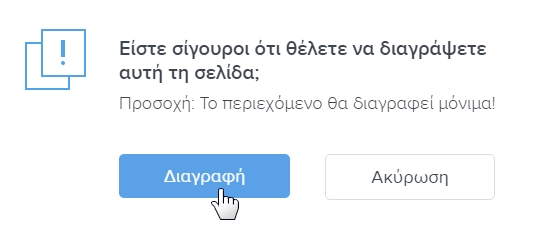 Είστε σίγουροι ότι θέλετε να διαγράψετε
αυτή τη σελίδα;
Προσοχή: Το περιεχόμενο θα διαγραφεί μόνιμα!
Διαγραφή
Ακύρωση